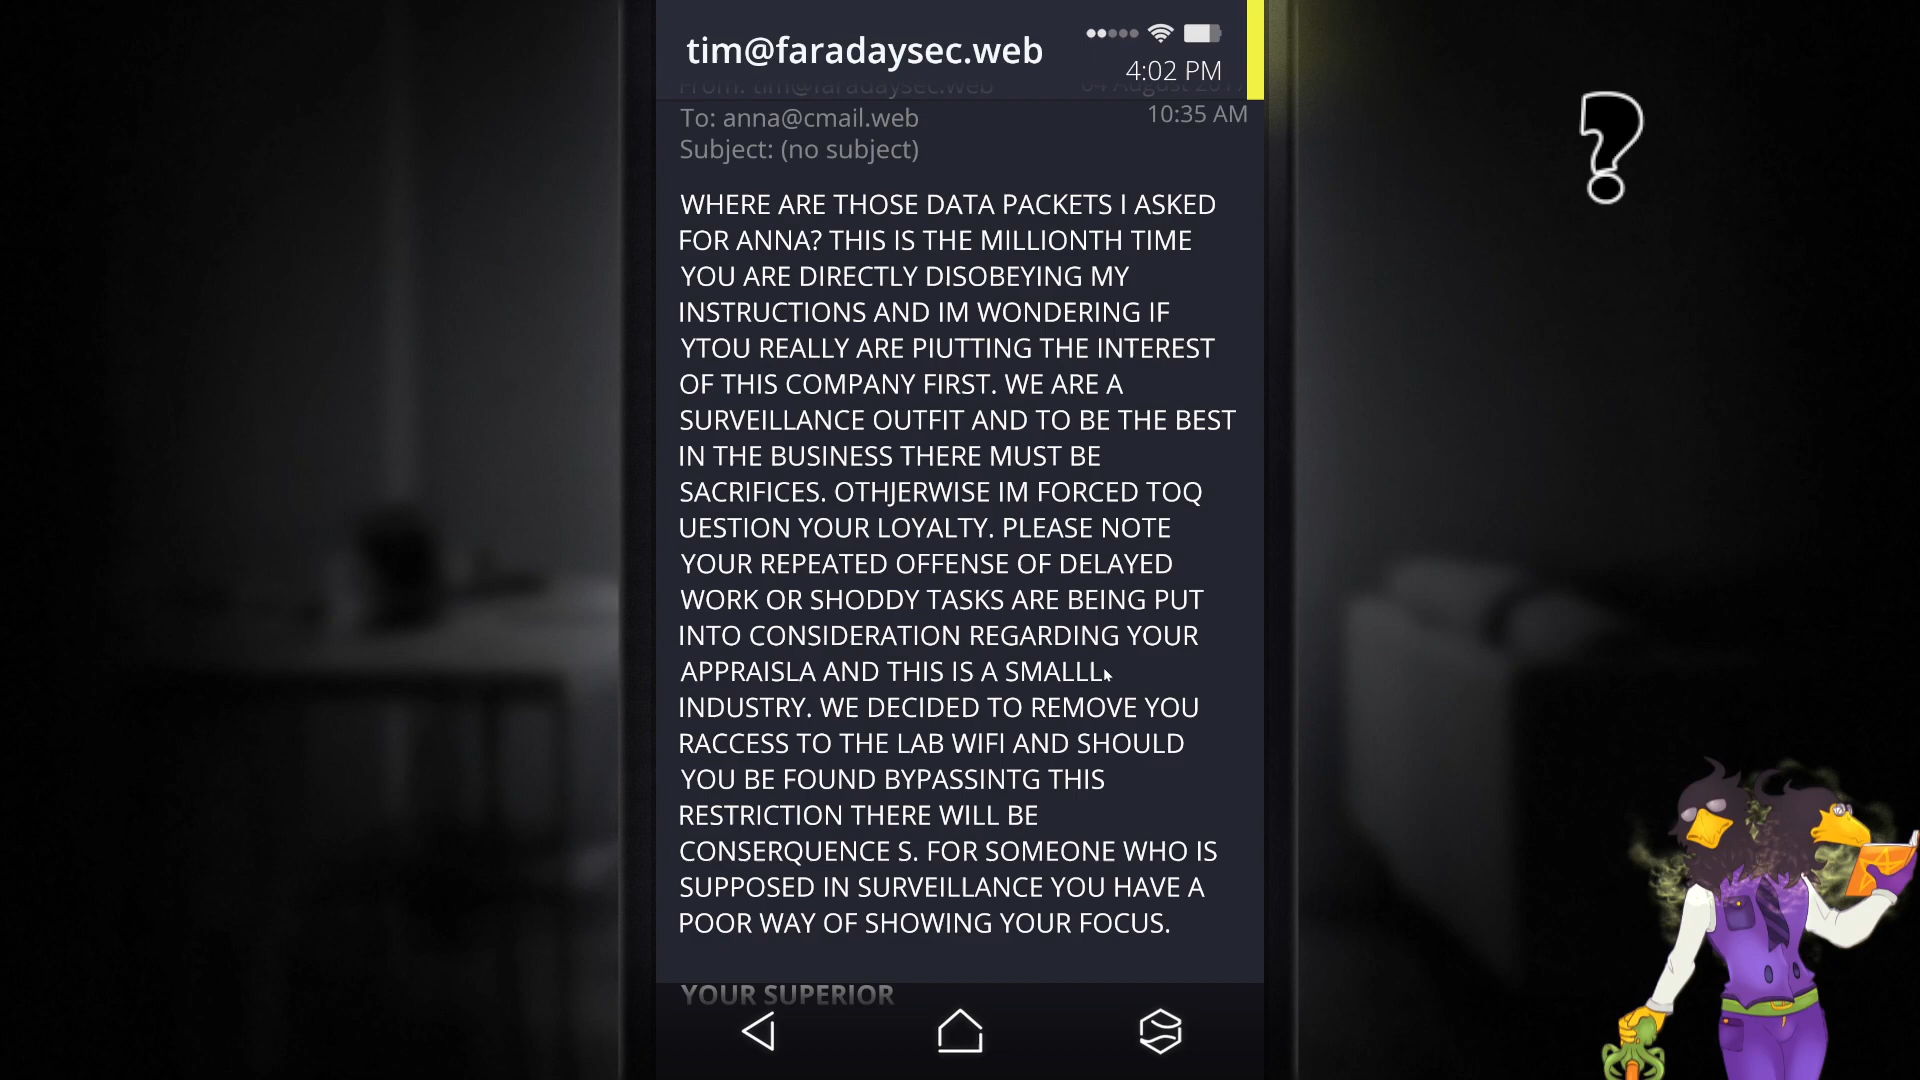 tim@faradaysec.web
4:02 PM
From: tim@faradaysec.web
04 August 2017
To: anna@cmail.web
10:35 AM
Subject: (no subject)
WHERE ARE THOSE DATA PACKETS I ASKED
FOR ANNA? THIS IS THE MILLIONTH TIME
YOU ARE DIRECTLY DISOBEYING MY
INSTRUCTIONS AND IM WONDERING IF
YTOU REALLY ARE PIUTTING THE INTEREST
OF THIS COMPANY FIRST. WE ARE A
SURVEILLANCE OUTFIT AND TO BE THE BEST
IN THE BUSINESS THERE MUST BE
SACRIFICES. OTHJERWISE IM FORCED TOQ
UESTION YOUR LOYALTY. PLEASE NOTE
YOUR REPEATED OFFENSE OF DELAYED
WORK OR SHODDY TASKS ARE BEING PUT
INTO CONSIDERATION REGARDING YOUR
APPRAISLA AND THIS IS A SMALLL
INDUSTRY. WE DECIDED TO REMOVE YOU
RACCESS TO THE LAB WIFI AND SHOULD
YOU BE FOUND BYPASSINTG THIS
RESTRICTION THERE WILL BE
CONSERQUENCE S. FOR SOMEONE WHO IS
SUPPOSED IN SURVEILLANCE YOU HAVE A
POOR WAY OF SHOWING YOUR FOCUS.
YOUR SUPERIOR